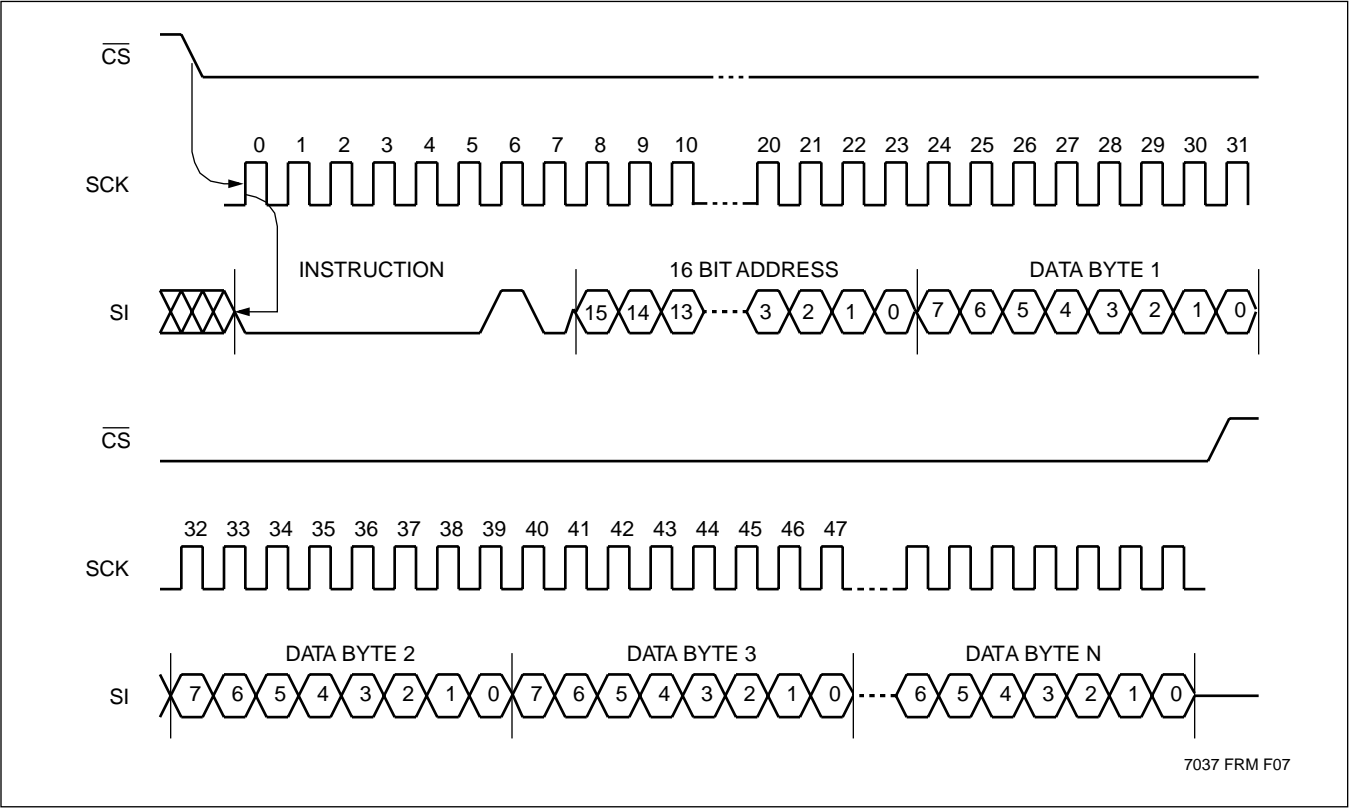 CS
0 1 2 3 4 5 6 7 8 9 10 20 21 22 23 24 25 26 27 28 29 30 31
SCK
INSTRUCTION 16 BIT ADDRESS DATA BYTE 1
SI 15 14 13 3 2 1 0 7 6 5 4 3 2 1 0
CS
32 33 34 35 36 37 38 39 40 41 42 43 44 45 46 47
SCK
DATA BYTE 2 DATA BYTE 3 DATA BYTE N
SI 7 6 5 4 3 2 1 0 7 6 5 4 3 2 1 0 6 5 4 3 2 1 0
7037 FRM F07